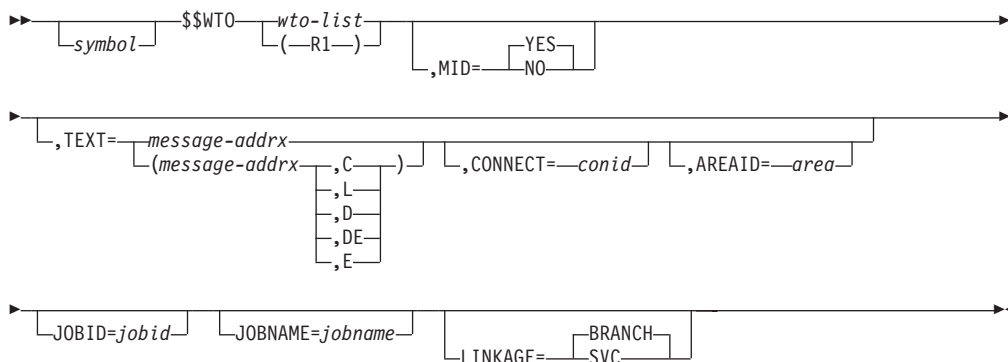 $$WTO wto-list
symbol ( R1 ) YES
,MID= NO
,TEXT= message-addrx
(message-addrx ,C ) ,CONNECT= conid ,AREAID= area
,L
,D
,DE
,E
JOBID=jobid JOBNAME=jobname BRANCH
LINKAGE= SVC